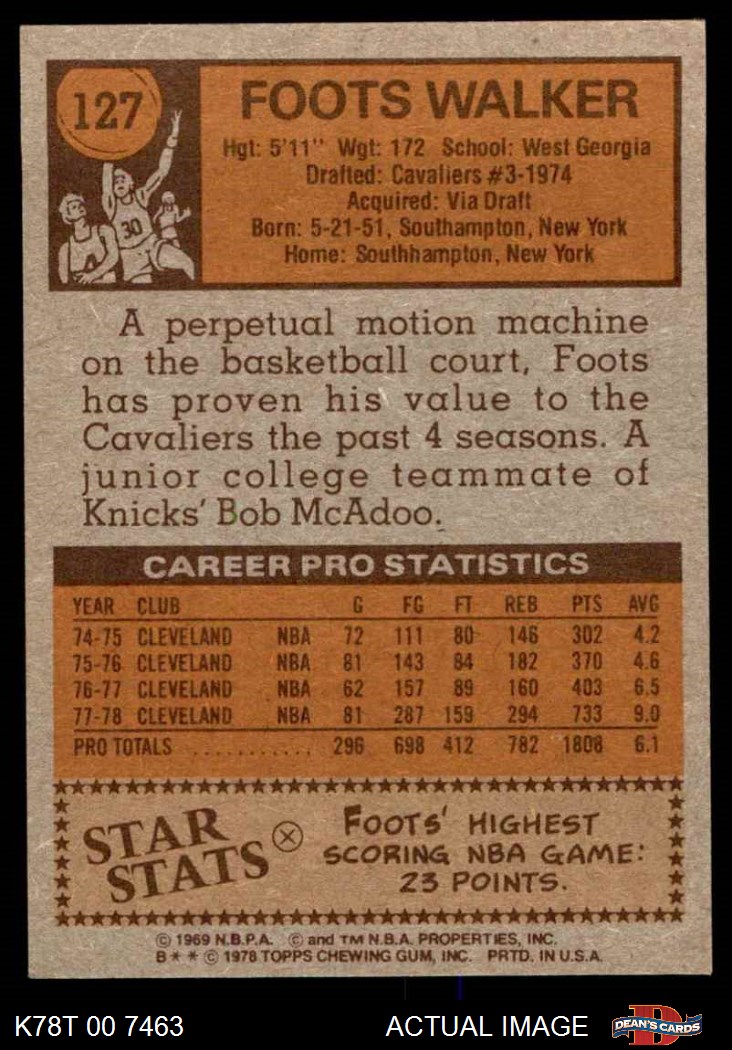 127
FOOTS WALKER
Hgt: 5'11" Wgt: 172 School: West Georgia
Drafted: Cavaliers #3-1974
Acquired: Via Draft
Born: 5-21-51, Southampton, New York
Home: Southhampton, New York
30
A perpetual motion machine
on the basketball court, Foots
has proven his value to the
Cavaliers the past 4 seasons. A
junior college teammate of
Knicks' Bob McAdoo.
CAREER PRO STATISTICS
YEAR CLUB G FG FT REB PTS AVG
74-75 CLEVELAND NBA 72 111 80 146 302 4.2
75-76 CLEVELAND NBA 81 143 84 182 370 4.6
76-77 CLEVELAND NBA 62 157 89 160 403 6.5
77-78 CLEVELAND NBA 81 287 159 294 733 9.0
PRO TOTALS ........... 296 698 412 782 1808 6.1
STAR
STATS
FOOTS' HIGHEST
SCORING NBA GAME:
23 POINTS.
© 1969 N.B.P.A. © and TM N.B.A. PROPERTIES, INC.
B * * © 1978 TOPPS CHEWING GUM, INC. PRTD. IN U.S.A.
K78T 00 7463 ACTUAL IMAGE
D
DEAN'S CARDS